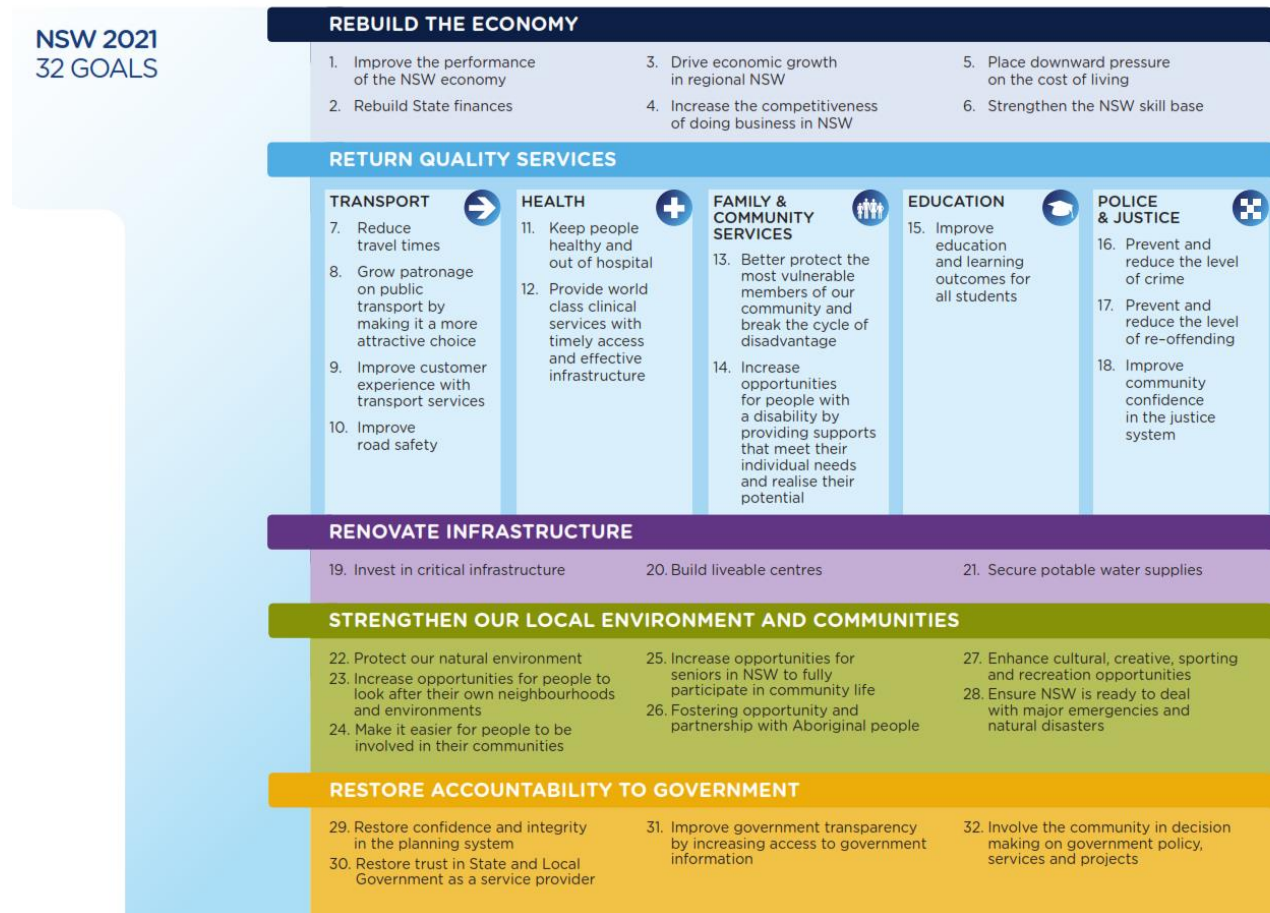 NSW 2021
32 GOALS
REBUILD THE ECONOMY
1. Improve the performance
of the NSW economy
2. Rebuild State finances
3. Drive economic growth
in regional NSW
4. Increase the competitiveness
of doing business in NSW
5. Place downward pressure
on the cost of living
6. Strengthen the NSW skill base
RETURN QUALITY SERVICES
TRANSPORT
7. Reduce
travel times
8. Grow patronage
on public
transport by
making it a more
attractive choice
9. Improve customer
experience with
transport services
10. Improve
road safety
HEALTH
11. Keep people
healthy and
out of hospital
12. Provide world
class clinical
services with
timely access
and effective
infrastructure
FAMILY &
COMMUNITY
SERVICES
13. Better protect the
most vulnerable
members of our
community and
break the cycle of
disadvantage
14. Increase
opportunities
for people with
a disability by
providing supports
that meet their
individual needs
and realise their
potential
EDUCATION
15. Improve
education
and learning
outcomes for
all students
POLICE
& JUSTICE
16. Prevent and
reduce the level
of crime
17. Prevent and
reduce the level
of re-offending
18. Improve
community
confidence
in the justice
system
RENOVATE INFRASTRUCTURE
19. Invest in critical infrastructure
20. Build liveable centres
21. Secure potable water supplies
STRENGTHEN OUR LOCAL ENVIRONMENT AND COMMUNITIES
22. Protect our natural environment
23. Increase opportunities for people to
look after their own neighbourhoods
and environments
24. Make it easier for people to be
involved in their communities
25. Increase opportunities for
seniors in NSW to fully
participate in community life
26. Fostering opportunity and
partnership with Aboriginal people
27. Enhance cultural, creative, sporting
and recreation opportunities
28. Ensure NSW is ready to deal
with major emergencies and
natural disasters
RESTORE ACCOUNTABILITY TO GOVERNMENT
29. Restore confidence and integrity
in the planning system
30. Restore trust in State and Local
Government as a service provider
31. Improve government transparency
by increasing access to government
information
32. Involve the community in decision
making on government policy,
services and projects